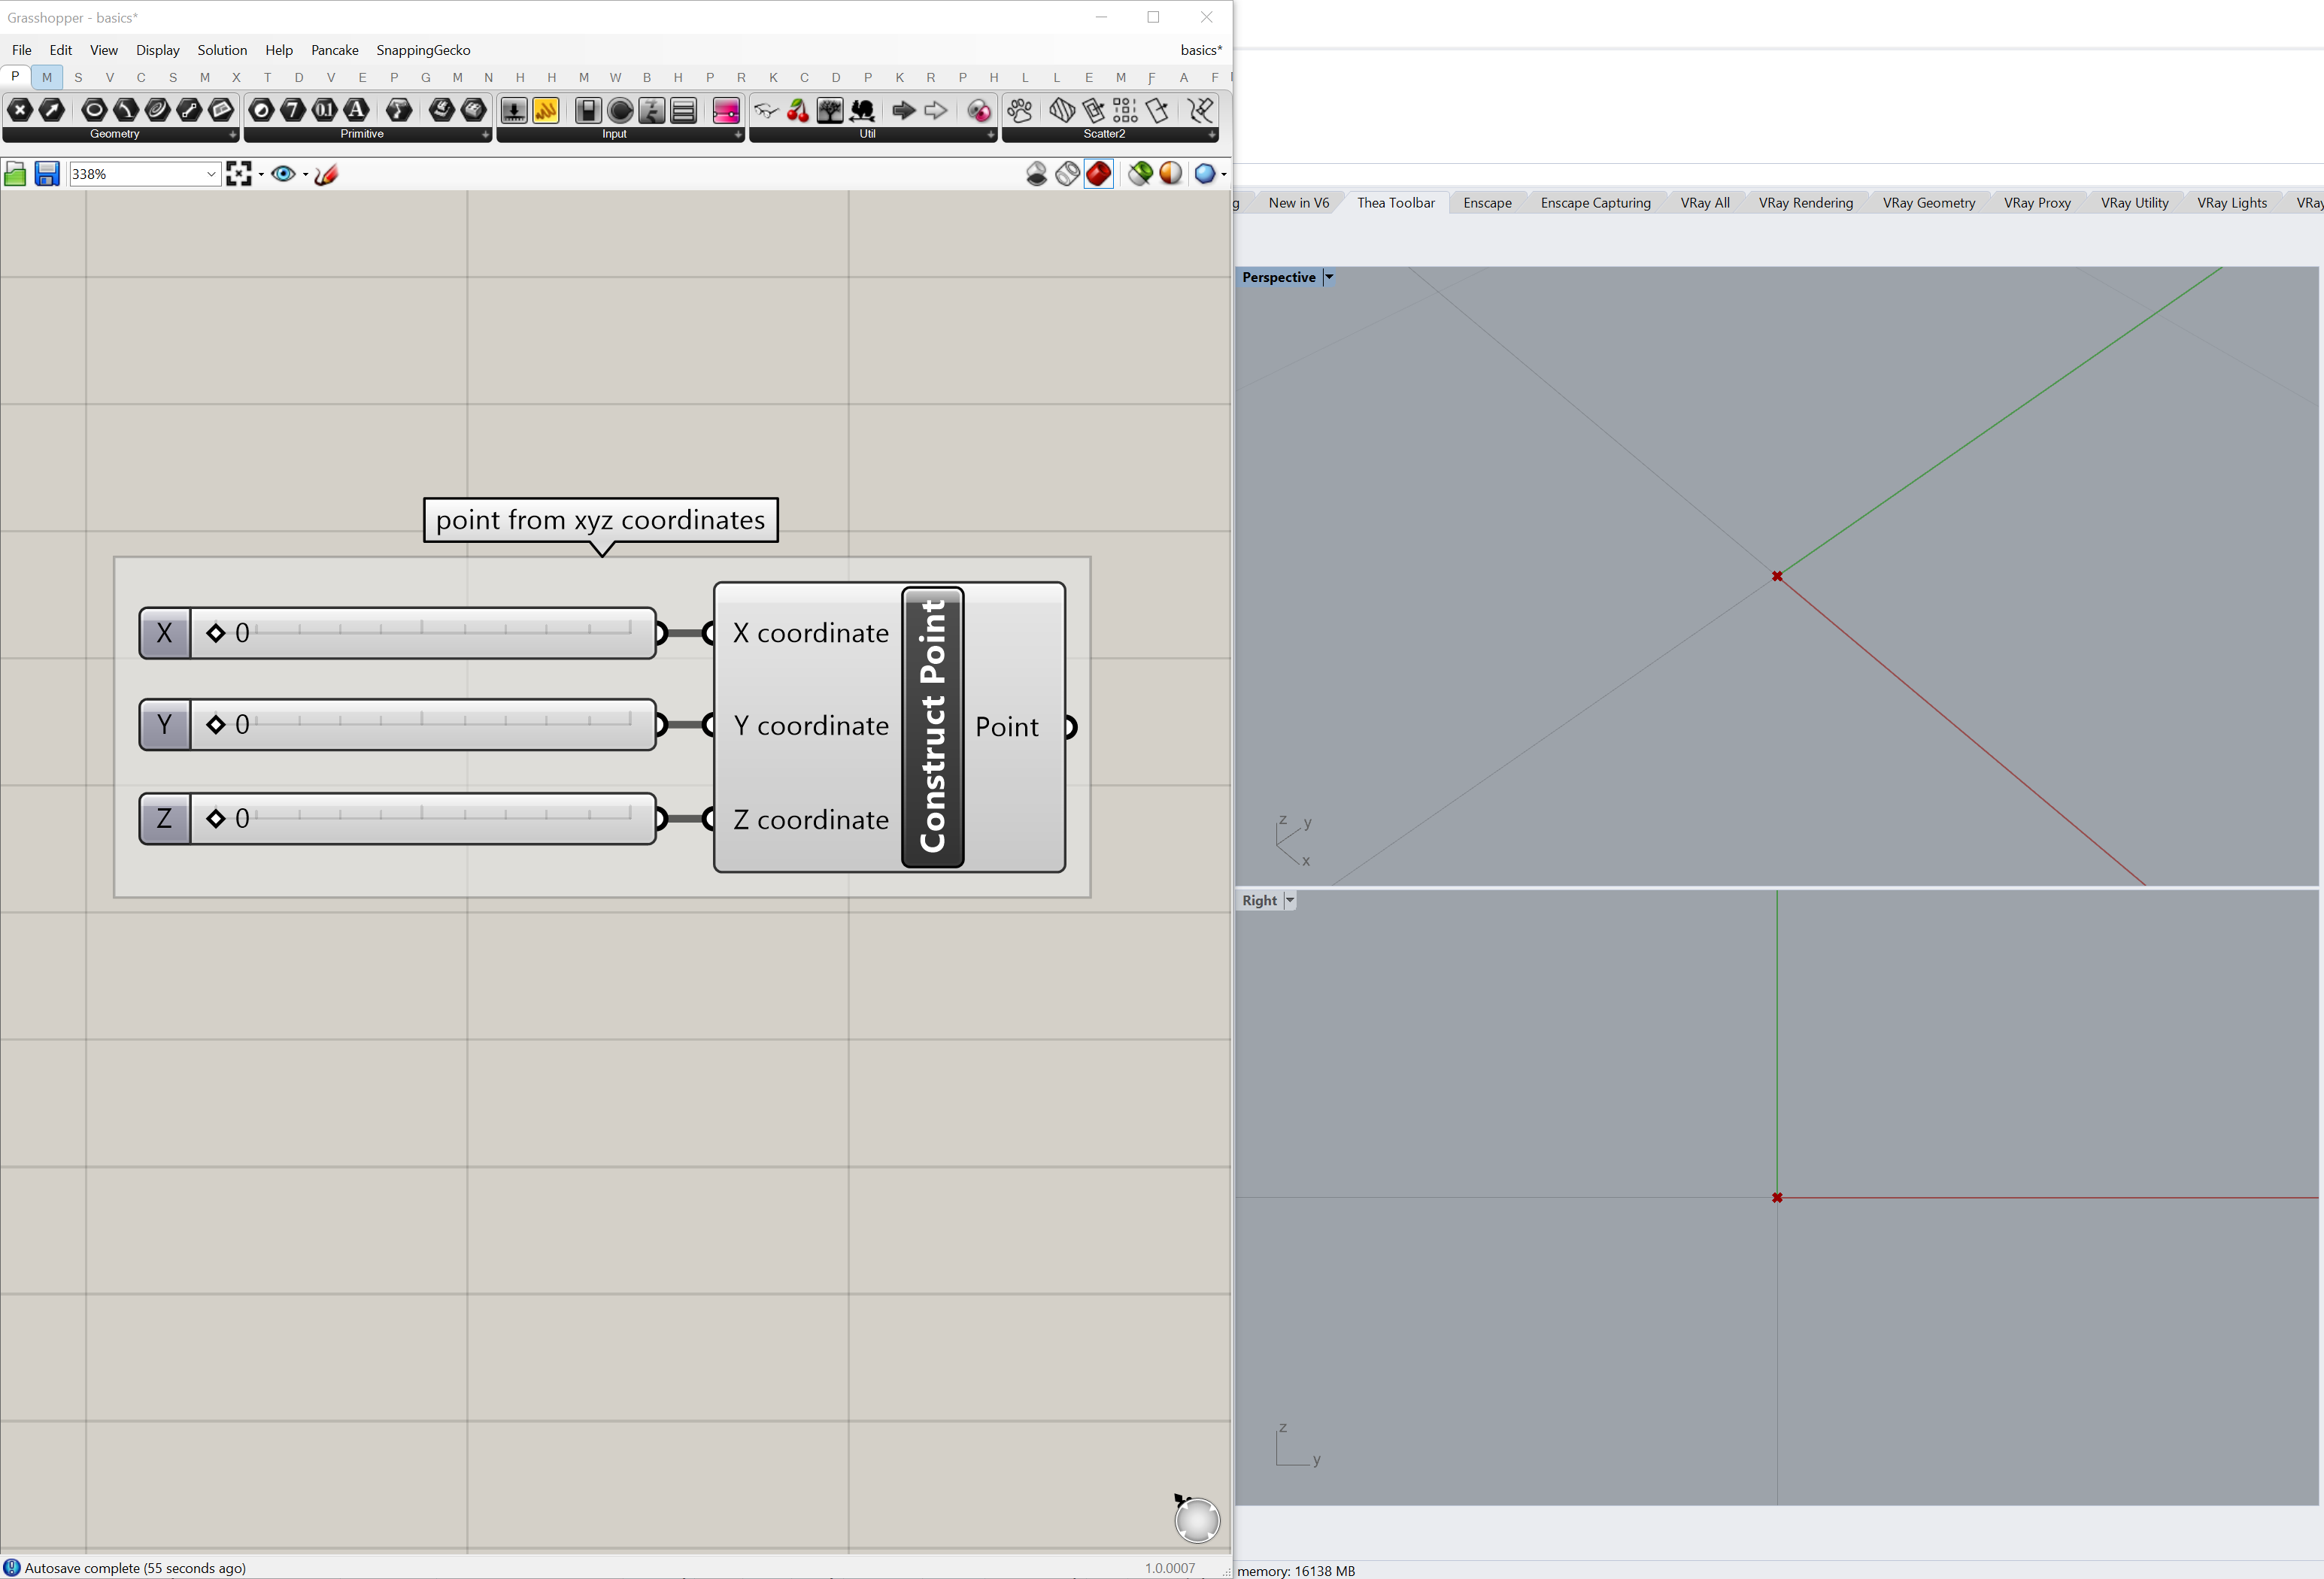 Grasshopper - basics*
File Edit View Display Solution Help Pancake SnappingGecko basics*
P M S V C S M X T D V E P G M N H H M W B H P R K C D P K R P H L L E M F A F
Geometry Primitive Input Util Scatter2
338%
New in V6 Thea Toolbar Enscape Enscape Capturing VRay All VRay Rendering VRay Geometry VRay Proxy VRay Utility VRay Lights VRay
Perspective
point from xyz coordinates
X 0 X coordinate
Y 0 Y coordinate
Z 0 Z coordinate
Construct Point
Point
z y
x
Right
z
y
Autosave complete (55 seconds ago) 1.0.0007
memory: 16138 MB